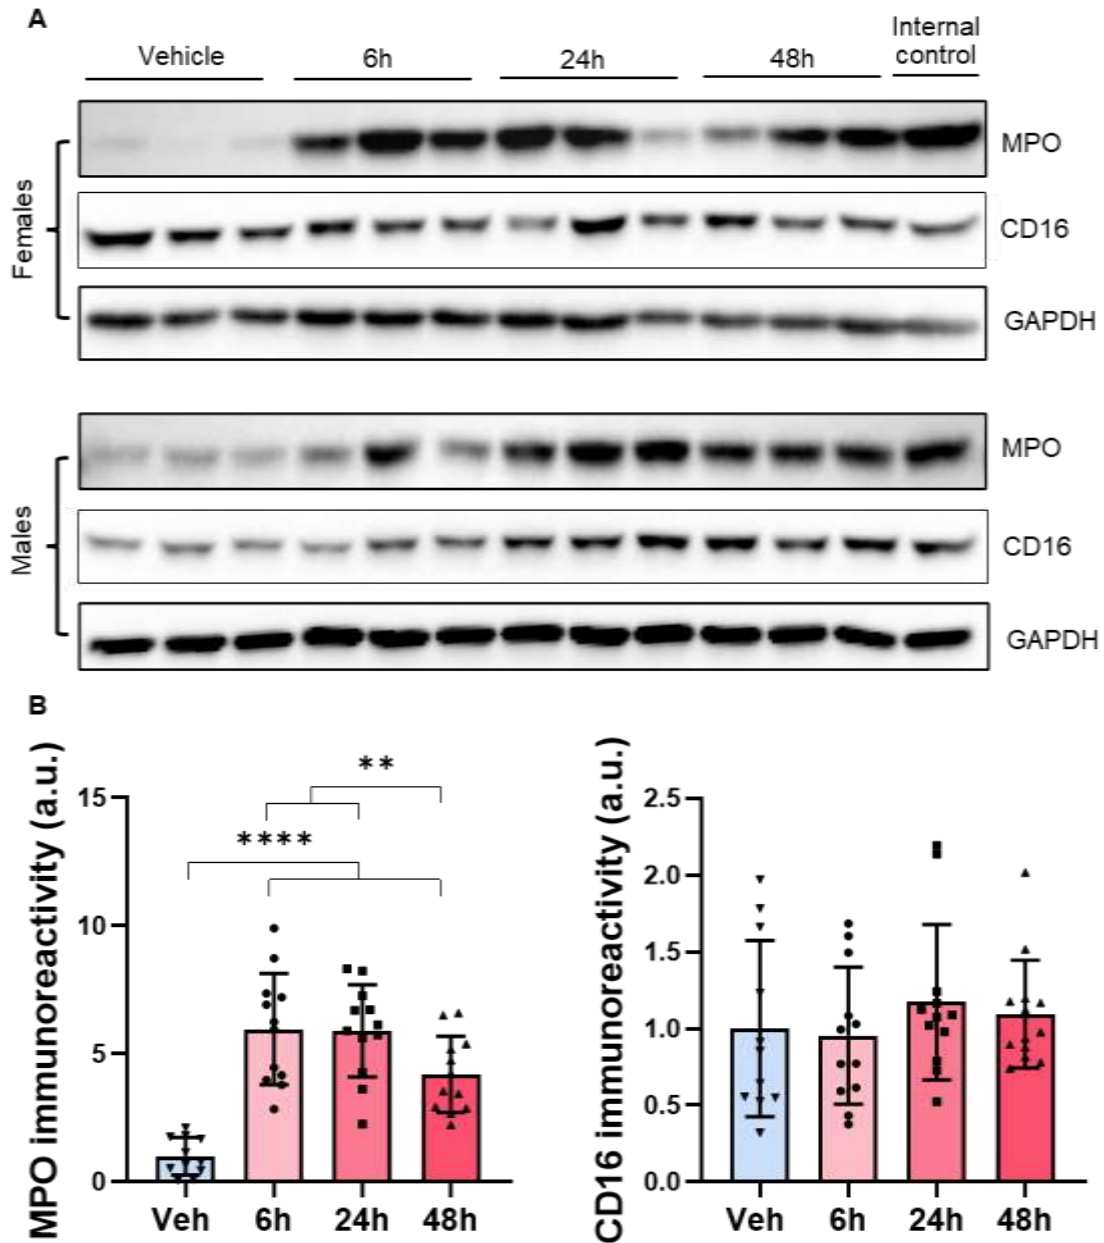 A
Vehicle 6h 24h 48h Internal control
Females
MPO
CD16
GAPDH
Males
MPO
CD16
GAPDH
B
MPO immunoreactivity (a.u.)
15
10
5
0
**
****
Veh 6h 24h 48h
CD16 immunoreactivity (a.u.)
2.5
2.0
1.5
1.0
0.5
0.0
Veh 6h 24h 48h